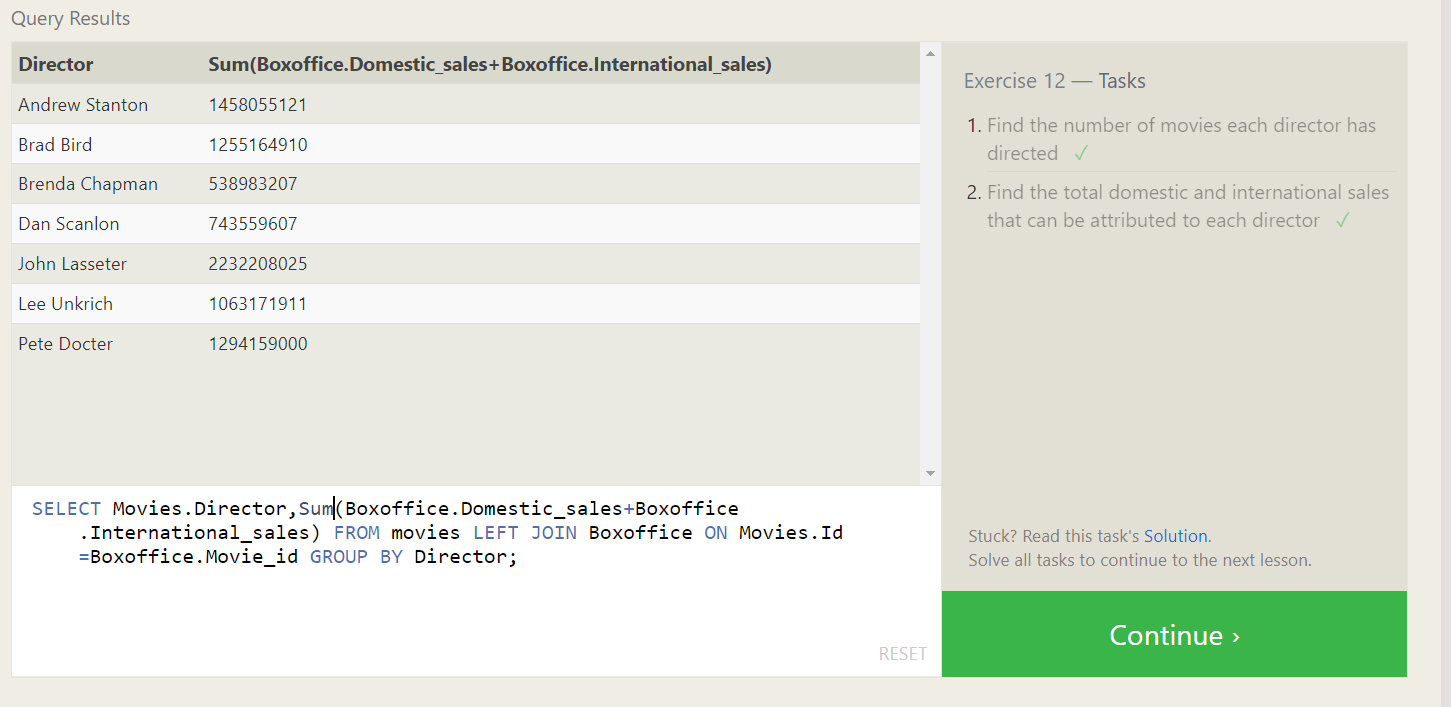 Query Results
Director Sum(Boxoffice.Domestic_sales+Boxoffice.International_sales)
Andrew Stanton 1458055121
Brad Bird 1255164910
Brenda Chapman 538983207
Dan Scanlon 743559607
John Lasseter 2232208025
Lee Unkrich 1063171911
Pete Docter 1294159000
SELECT Movies.Director,Sum(Boxoffice.Domestic_sales+Boxoffice
.International_sales) FROM movies LEFT JOIN Boxoffice ON Movies.Id
=Boxoffice.Movie_id GROUP BY Director;
RESET
Exercise 12 — Tasks
1. Find the number of movies each director has
directed ✓
2. Find the total domestic and international sales
that can be attributed to each director ✓
Stuck? Read this task's Solution.
Solve all tasks to continue to the next lesson.
Continue ›